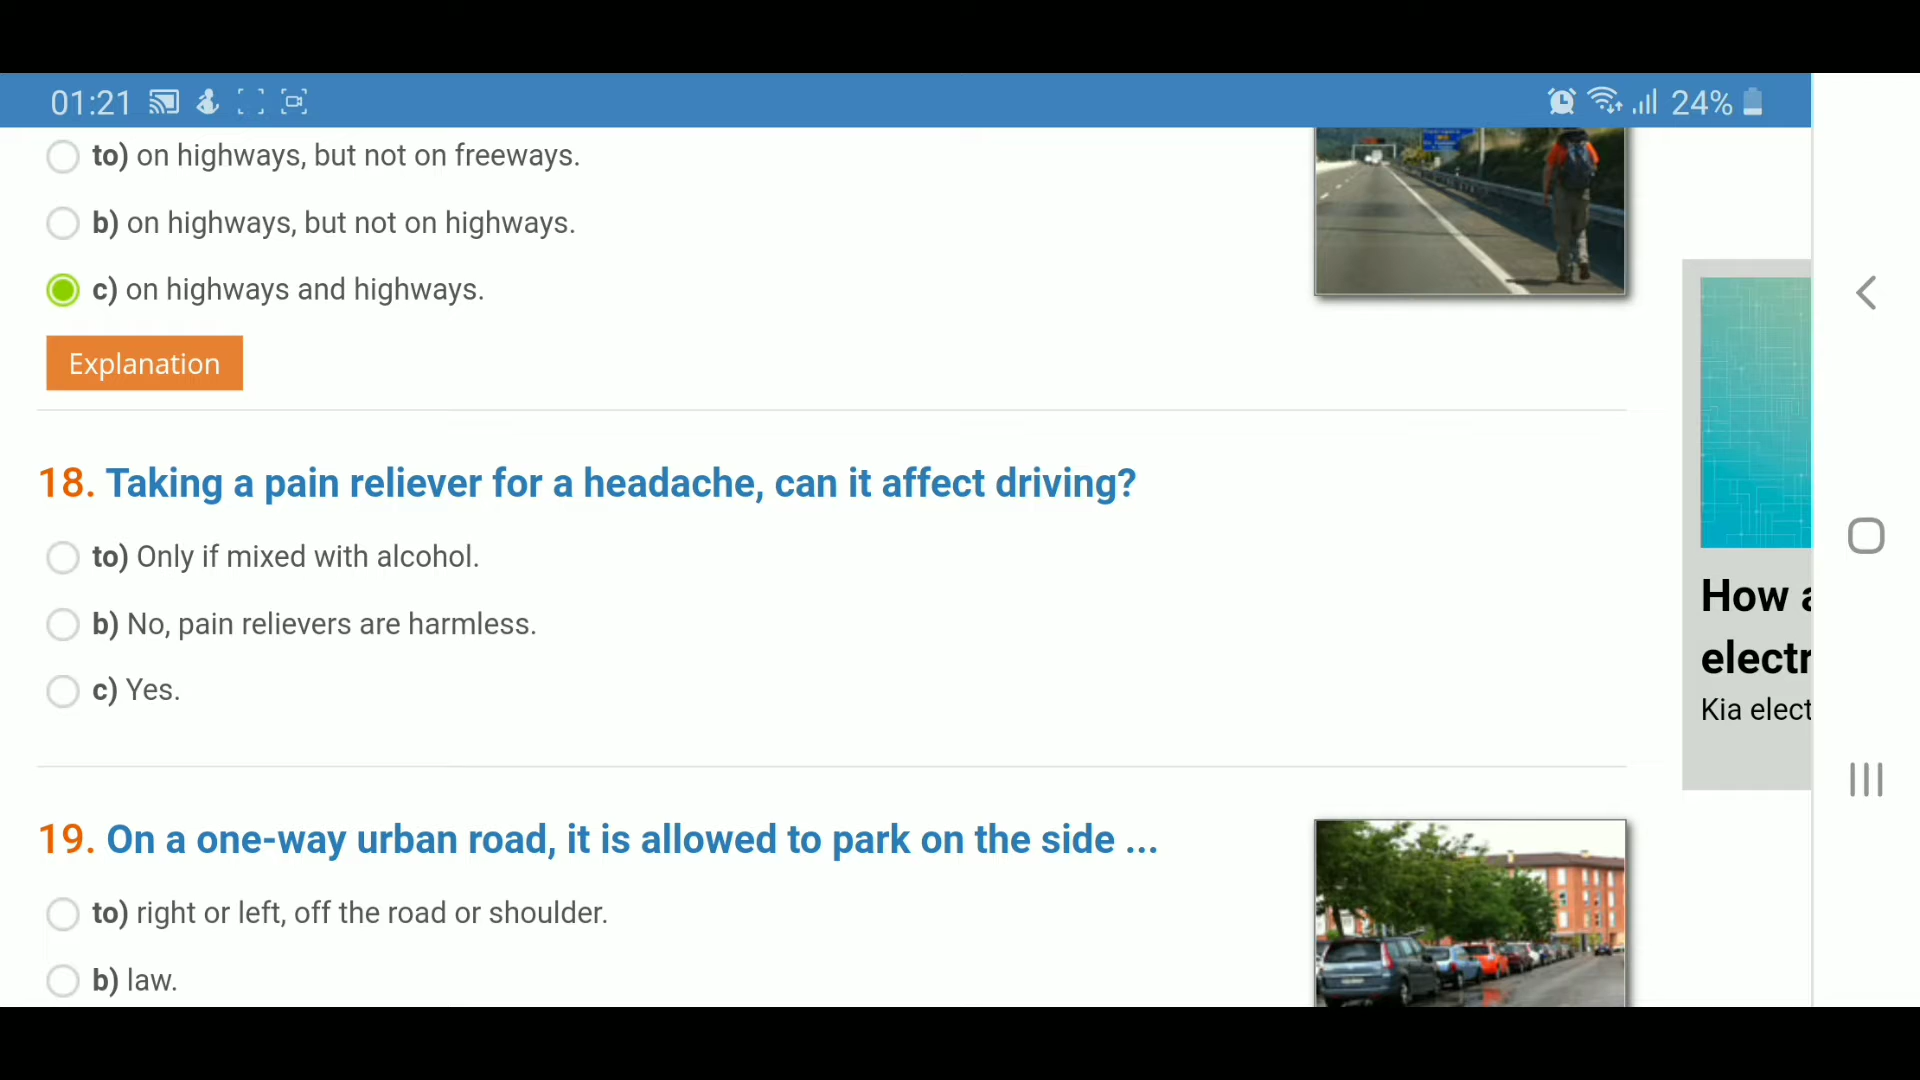 01:21 24%
to) on highways, but not on freeways.
b) on highways, but not on highways.
c) on highways and highways.
Explanation
18. Taking a pain reliever for a headache, can it affect driving?
to) Only if mixed with alcohol.
b) No, pain relievers are harmless.
c) Yes.
How
electr
Kia elect
19. On a one-way urban road, it is allowed to park on the side ...
to) right or left, off the road or shoulder.
b) law.